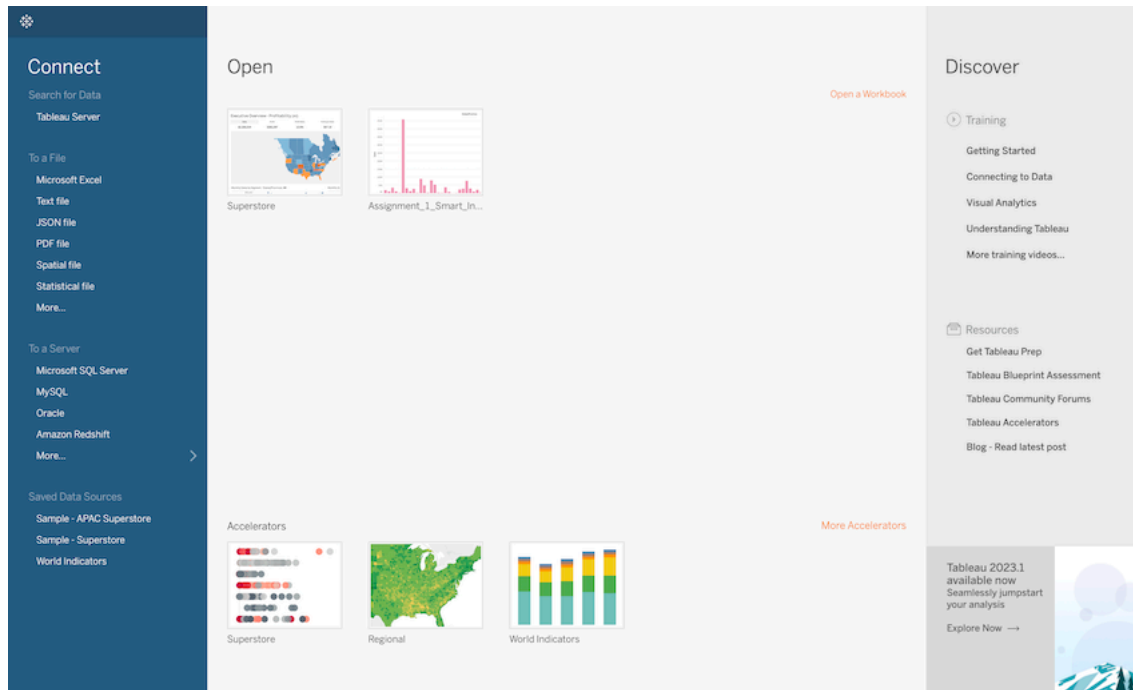 Connect
Search for Data
Tableau Server
To a File
Microsoft Excel
Text file
JSON file
PDF file
Spatial file
Statistical file
More...
To a Server
Microsoft SQL Server
MySQL
Oracle
Amazon Redshift
More...
Saved Data Sources
Sample - APAC Superstore
Sample - Superstore
World Indicators
Open
Open a Workbook
Superstore
Assignment_1_Smart_In...
Accelerators
More Accelerators
Superstore
Regional
World Indicators
Discover
Training
Getting Started
Connecting to Data
Visual Analytics
Understanding Tableau
More training videos...
Resources
Get Tableau Prep
Tableau Blueprint Assessment
Tableau Community Forums
Tableau Accelerators
Blog - Read latest post
Tableau 2023.1
available now
Seamlessly jumpstart
your analysis
Explore Now →